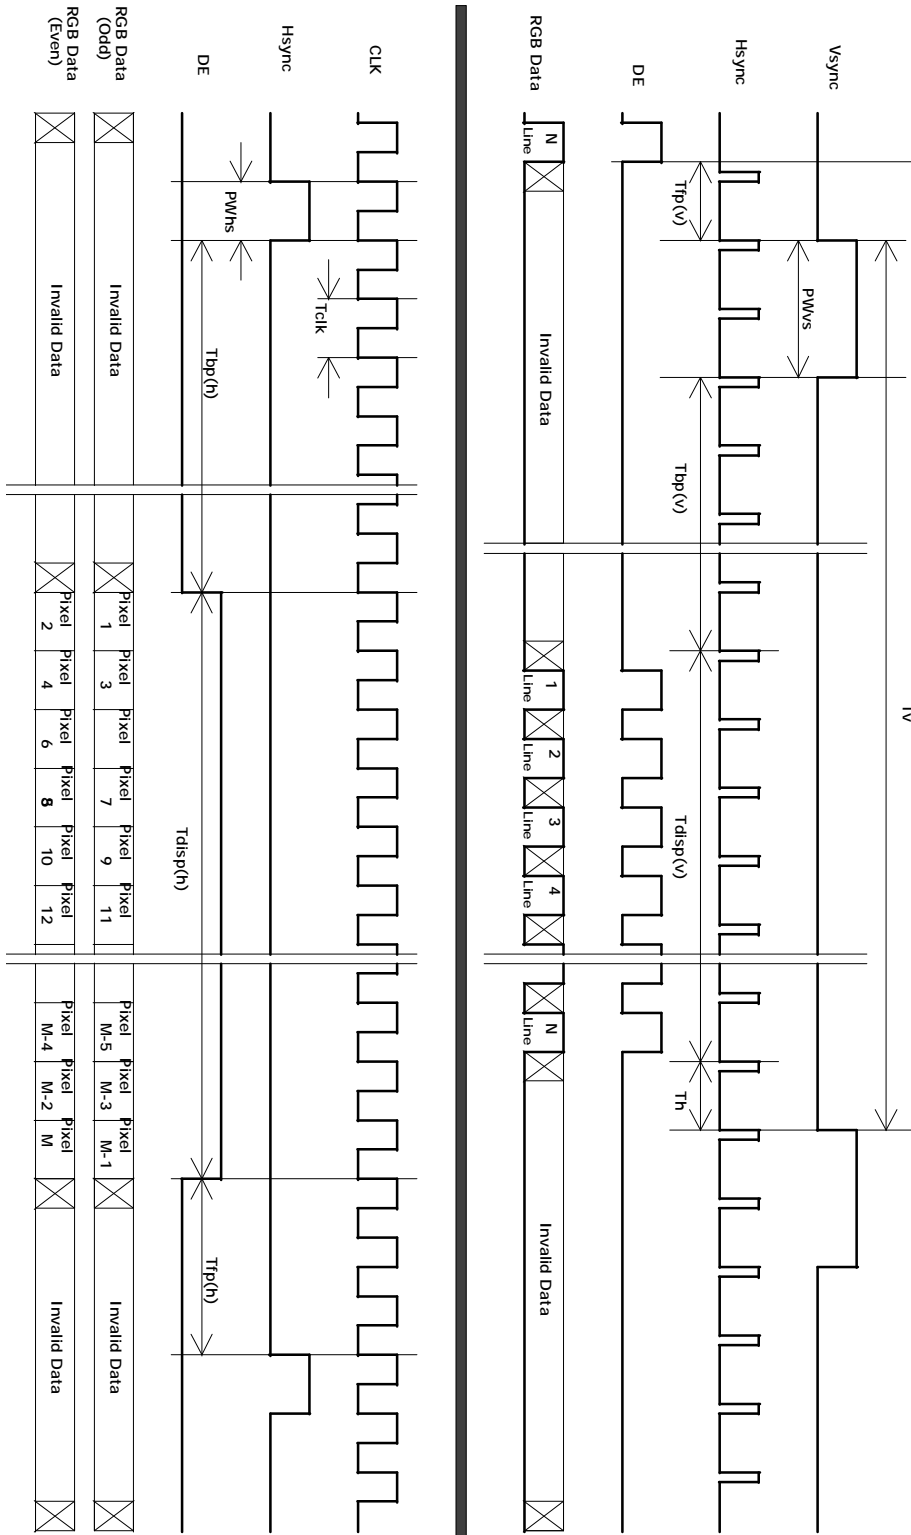 Tv
Vsync
PWvs
Hsync
Tfp(v)
Tbp(v)
Tdisp(v)
Th
DE
RGB Data
Line N
Invalid Data
Line 1
Line 2
Line 3
Line 4
Line N
Invalid Data
CLK
Tclk
Hsync
PWhs
DE
Tbp(h)
Tdisp(h)
Tfp(h)
RGB Data
(Odd)
Invalid Data
Pixel 1
Pixel 3
Pixel
Pixel 7
Pixel 9
Pixel 11
Pixel M-5
Pixel M-3
Pixel M-1
Invalid Data
RGB Data
(Even)
Invalid Data
Pixel 2
Pixel 4
Pixel 6
Pixel 8
Pixel 10
Pixel 12
Pixel M-4
Pixel M-2
Pixel M
Invalid Data